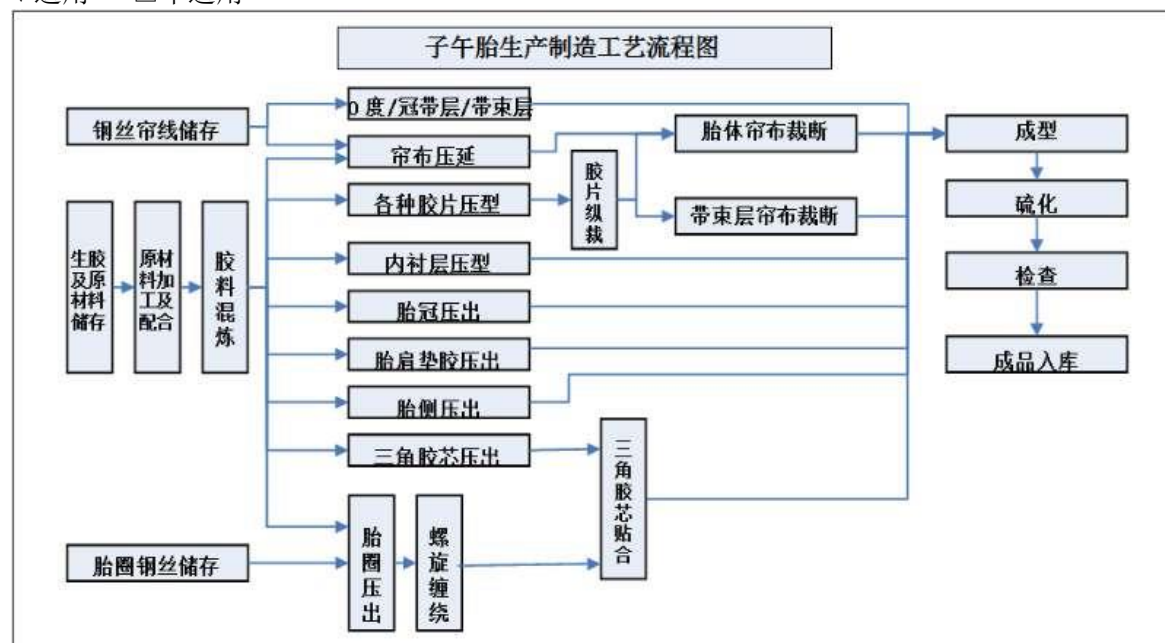 子午胎生产制造工艺流程图
钢丝帘线储存
0 度/冠带层/带束层
帘布压延
各种胶片压型
胶片纵裁
胎体帘布裁断
带束层帘布裁断
成型
硫化
检查
成品入库
生胶及原材料储存
原材料加工及配合
胶料混炼
内衬层压型
胎冠压出
胎肩垫胶压出
胎侧压出
三角胶芯压出
三角胶芯贴合
胎圈钢丝储存
胎圈压出
螺旋缠绕